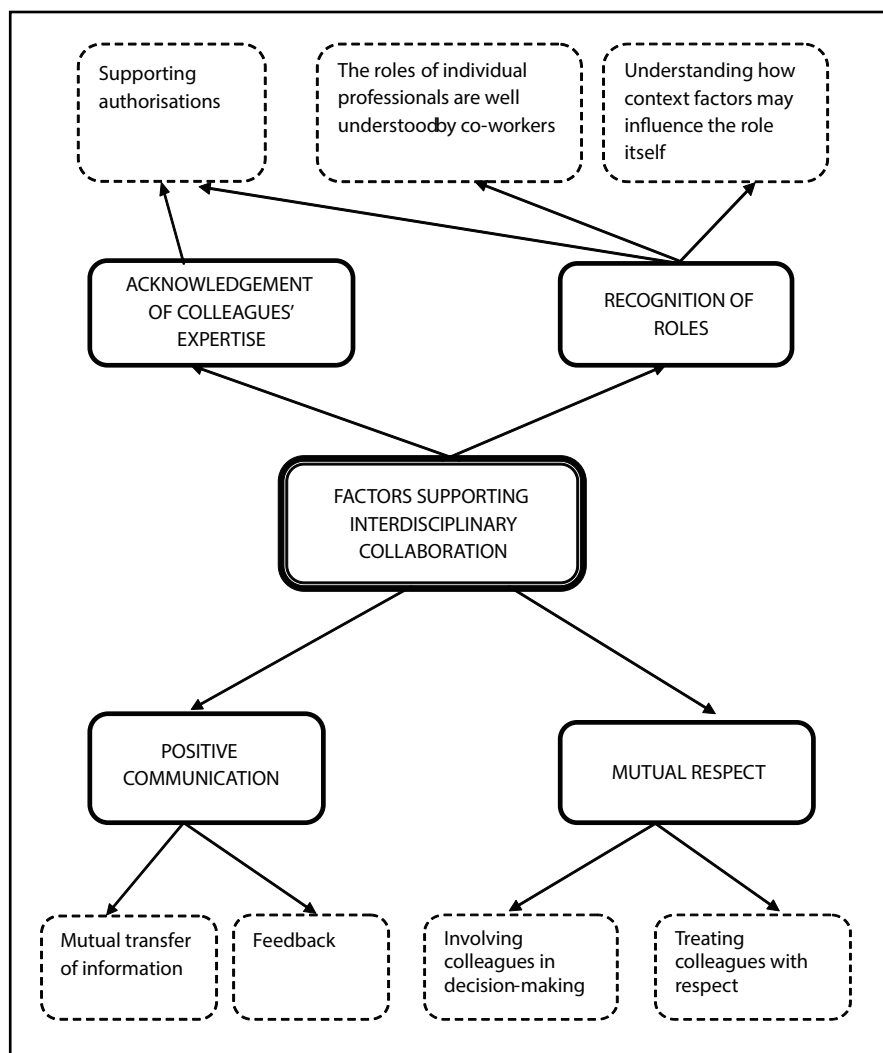 Supporting
authorisations
The roles of individual
professionals are well
understoodby co-workers
Understanding how
context factors may
influence the role
itself
ACKNOWLEDGEMENT
OF COLLEAGUES’
EXPERTISE
RECOGNITION OF
ROLES
FACTORS SUPPORTING
INTERDISCIPLINARY
COLLABORATION
POSITIVE
COMMUNICATION
MUTUAL RESPECT
Mutual transfer
of information
Feedback
Involving
colleagues in
decision-making
Treating
colleagues with
respect